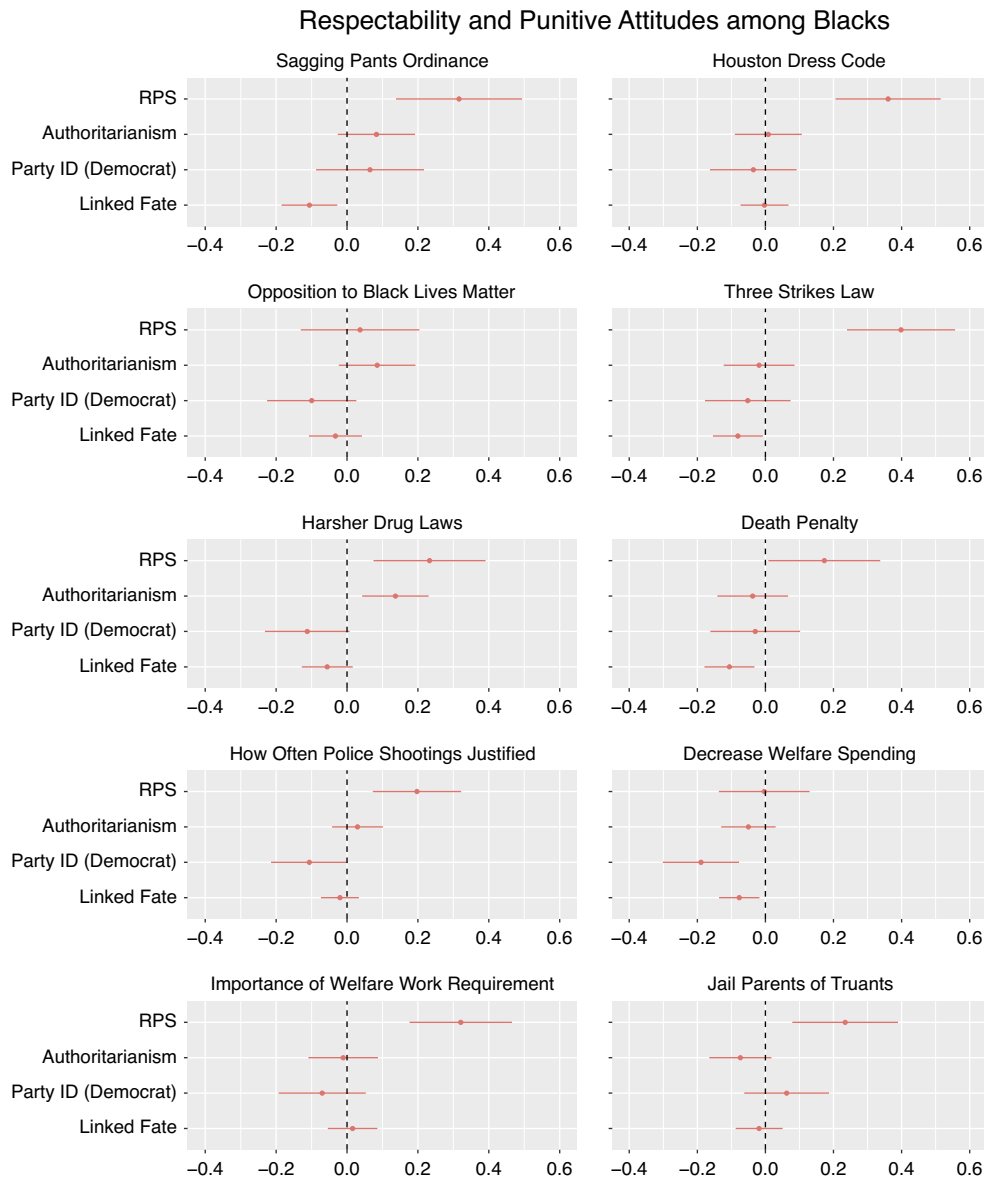 Respectability and Punitive Attitudes among Blacks
Sagging Pants Ordinance
Houston Dress Code
RPS
Authoritarianism
Party ID (Democrat)
Linked Fate
−0.4 −0.2 0.0 0.2 0.4 0.6
−0.4 −0.2 0.0 0.2 0.4 0.6
Opposition to Black Lives Matter
Three Strikes Law
RPS
Authoritarianism
Party ID (Democrat)
Linked Fate
−0.4 −0.2 0.0 0.2 0.4 0.6
−0.4 −0.2 0.0 0.2 0.4 0.6
Harsher Drug Laws
Death Penalty
RPS
Authoritarianism
Party ID (Democrat)
Linked Fate
−0.4 −0.2 0.0 0.2 0.4 0.6
−0.4 −0.2 0.0 0.2 0.4 0.6
How Often Police Shootings Justified
Decrease Welfare Spending
RPS
Authoritarianism
Party ID (Democrat)
Linked Fate
−0.4 −0.2 0.0 0.2 0.4 0.6
−0.4 −0.2 0.0 0.2 0.4 0.6
Importance of Welfare Work Requirement
Jail Parents of Truants
RPS
Authoritarianism
Party ID (Democrat)
Linked Fate
−0.4 −0.2 0.0 0.2 0.4 0.6
−0.4 −0.2 0.0 0.2 0.4 0.6